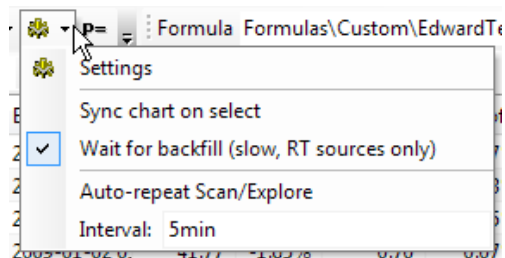 p= Formula Formulas\Custom\EdwardTe
Settings
Sync chart on select
Wait for backfill (slow, RT sources only)
Auto-repeat Scan/Explore
Interval: 5min